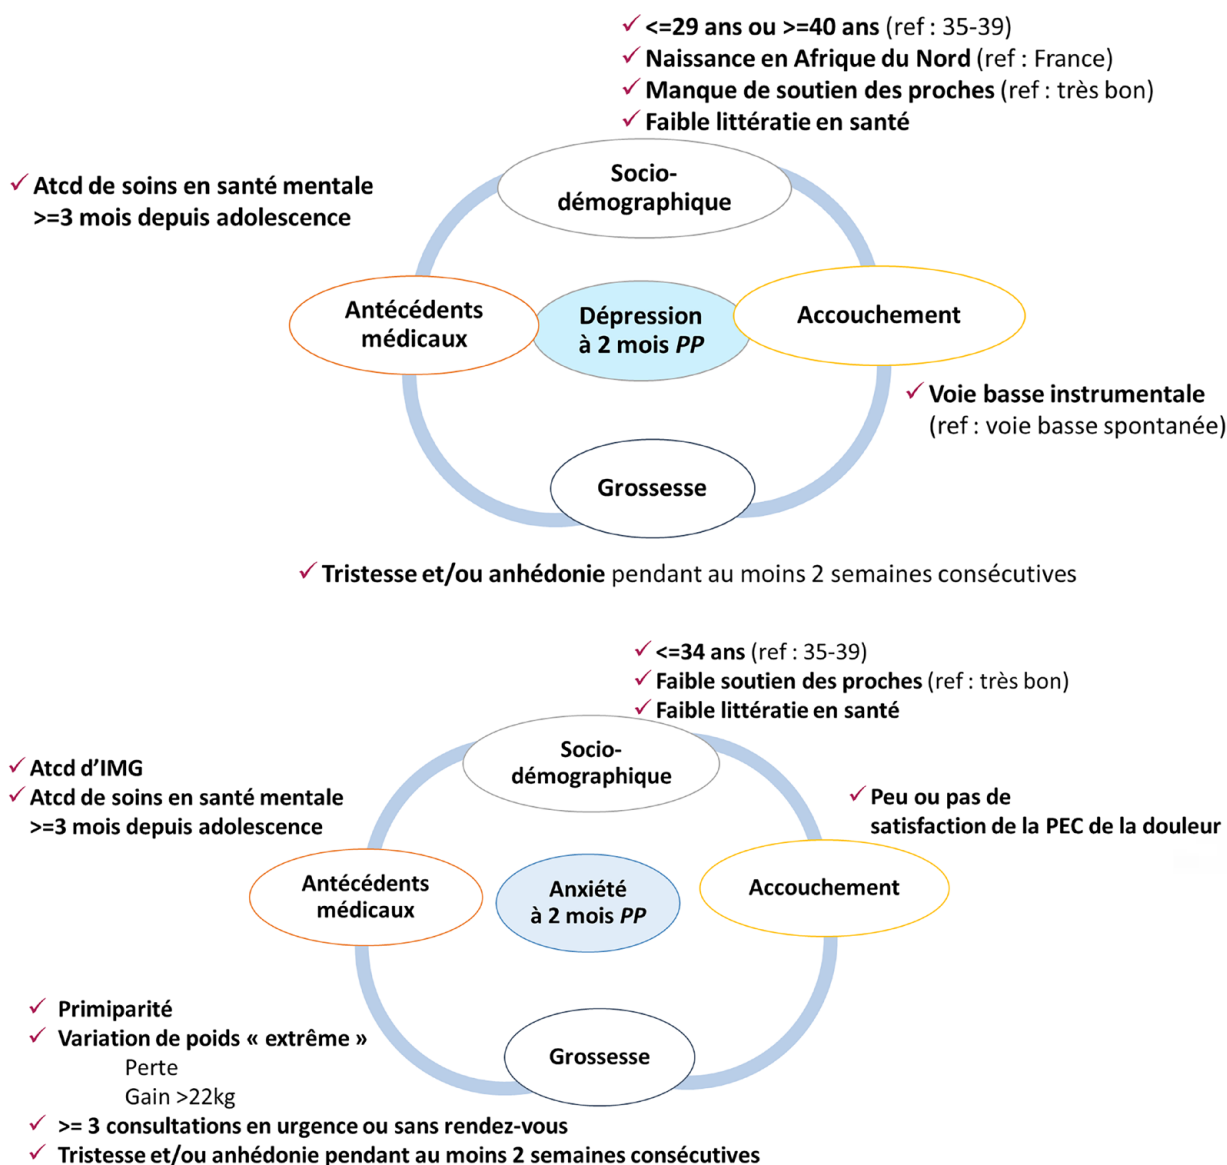 ✓ <=29 ans ou >=40 ans (ref : 35-39)
✓ Naissance en Afrique du Nord (ref : France)
✓ Manque de soutien des proches (ref : très bon)
✓ Faible littératie en santé
✓ Atcd de soins en santé mentale
>=3 mois depuis adolescence
Socio-
démographique
Antécédents
médicaux
Dépression
à 2 mois PP
Accouchement
✓ Voie basse instrumentale
(ref : voie basse spontanée)
Grossesse
✓ Tristesse et/ou anhédonie pendant au moins 2 semaines consécutives
✓ <=34 ans (ref : 35-39)
✓ Faible soutien des proches (ref : très bon)
✓ Faible littératie en santé
Socio-
démographique
✓ Atcd d’IMG
✓ Atcd de soins en santé mentale
>=3 mois depuis adolescence
✓ Peu ou pas de
satisfaction de la PEC de la douleur
Antécédents
médicaux
Anxiété
à 2 mois PP
Accouchement
✓ Primiparité
✓ Variation de poids « extrême »
Perte
Gain >22kg
✓ >= 3 consultations en urgence ou sans rendez-vous
✓ Tristesse et/ou anhédonie pendant au moins 2 semaines consécutives
Grossesse